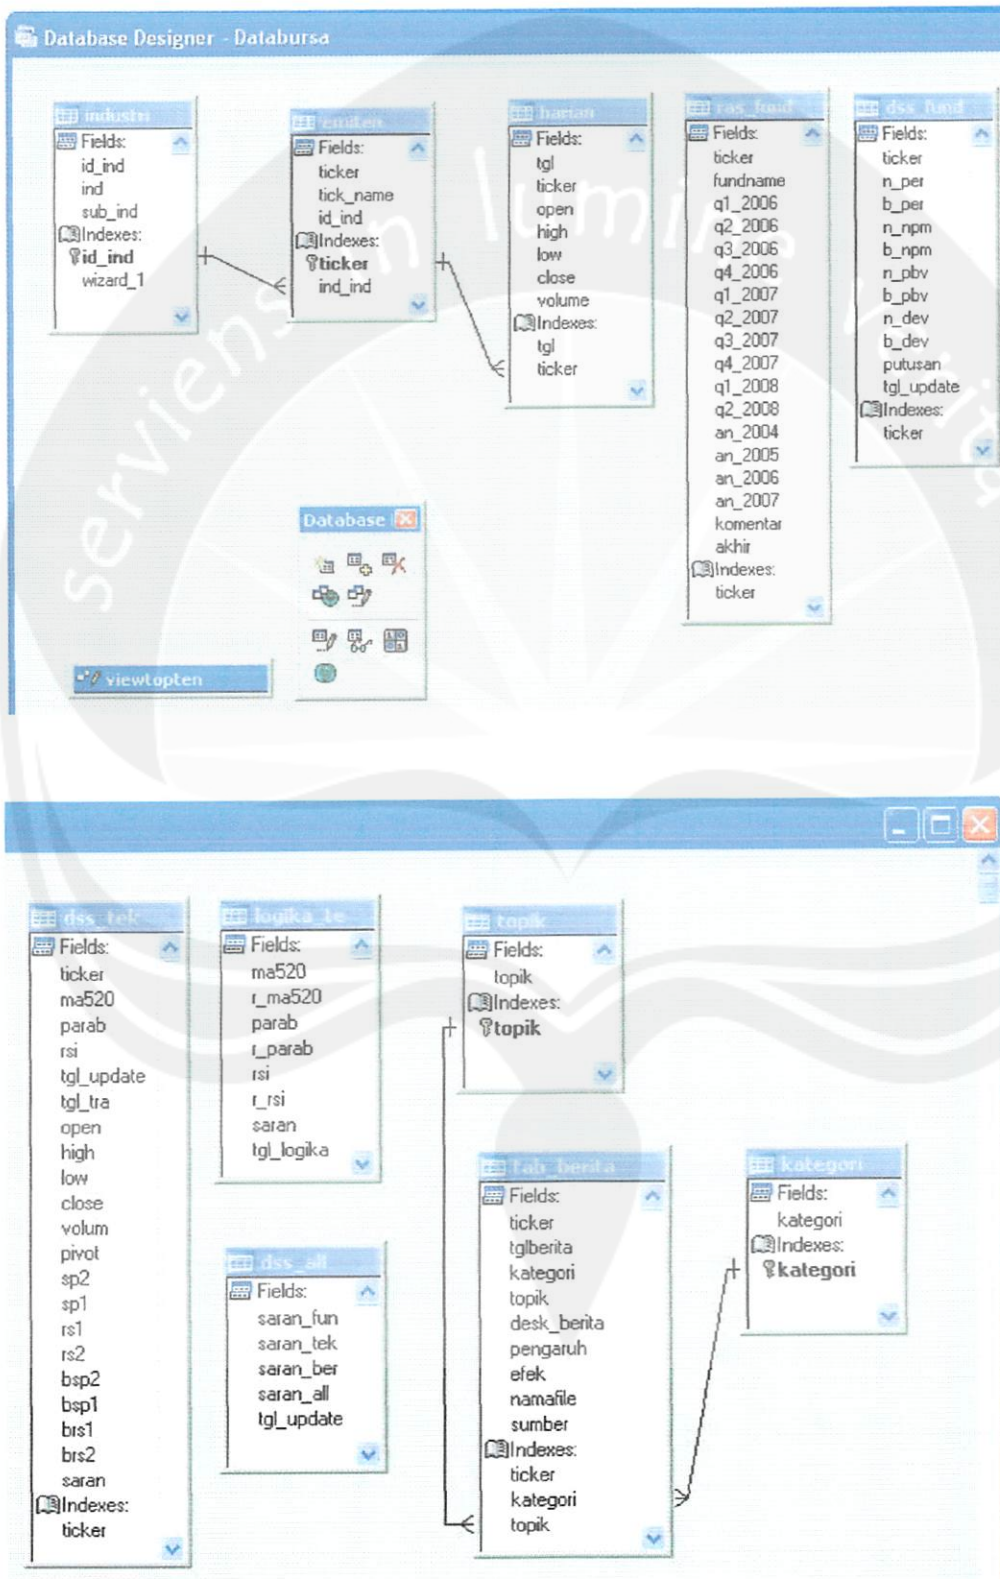 Database Designer - Databursa
industri
Fields:
id_ind
ind
sub_ind
Indexes:
id_ind
wizard_1
emiten
Fields:
ticker
tick_name
id_ind
Indexes:
ticker
ind_ind
harian
Fields:
tgl
ticker
open
high
low
close
volume
Indexes:
tgl
ticker
ras_fund
Fields:
ticker
fundname
q1_2006
q2_2006
q3_2006
q4_2006
q1_2007
q2_2007
q3_2007
q4_2007
q1_2008
q2_2008
an_2004
an_2005
an_2006
an_2007
komentar
akhir
Indexes:
ticker
dss_fund
Fields:
ticker
n_per
b_per
n_npm
b_npm
n_pbv
b_pbv
n_dev
b_dev
putusan
tgl_update
Indexes:
ticker
Database
viewtopten
serviens in lumine verita
dss_tek
Fields:
ticker
ma520
parab
rsi
tgl_update
tgl_tra
open
high
low
close
volum
pivot
sp2
sp1
rs1
rs2
bsp2
bsp1
brs1
brs2
saran
Indexes:
ticker
logika_te
Fields:
ma520
r_ma520
parab
r_parab
rsi
r_rsi
saran
tgl_logika
dss_all
Fields:
saran_fun
saran_tek
saran_ber
saran_all
tgl_update
topik
Fields:
topik
Indexes:
topik
tab_berita
Fields:
ticker
tglberita
kategori
topik
desk_berita
pengaruh
efek
namafile
sumber
Indexes:
ticker
kategori
topik
kategori
Fields:
kategori
Indexes:
kategori